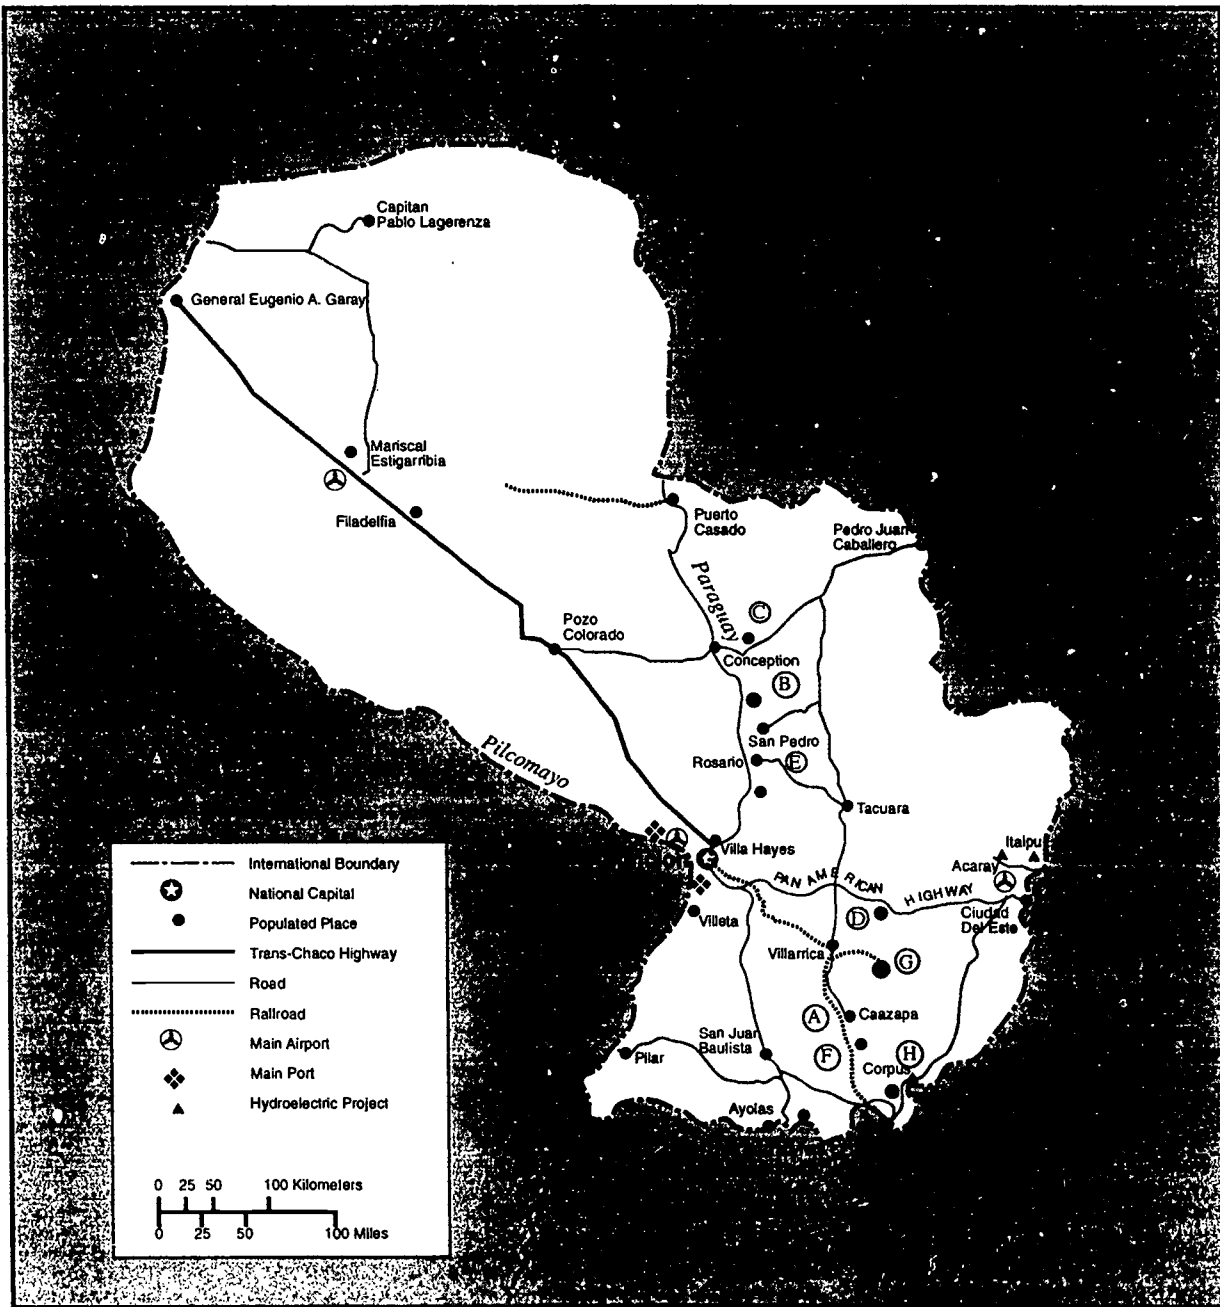 Capitan
Pablo Lagerenza
General Eugenio A. Garay
Mariscal
Estigarribia
Filadelfia
Puerto
Casado
Pedro Juan
Caballero
Paraguay
C
Pozo
Colorado
Conception
B
San Pedro
Rosario
E
Pilcomayo
Tacuara
Villa Hayes
Itaipu
Acaray
PAN AMERICAN HIGHWAY
Ciudad
Del Este
D
Villeta
Villarrica
G
A
Caazapa
San Juan
Baulista
F
H
Pilar
Corpus
Ayolas
International Boundary
National Capital
Populated Place
Trans-Chaco Highway
Road
Railroad
Main Airport
Main Port
Hydroelectric Project
0 25 50 100 Kilometers
0 25 50 100 Miles